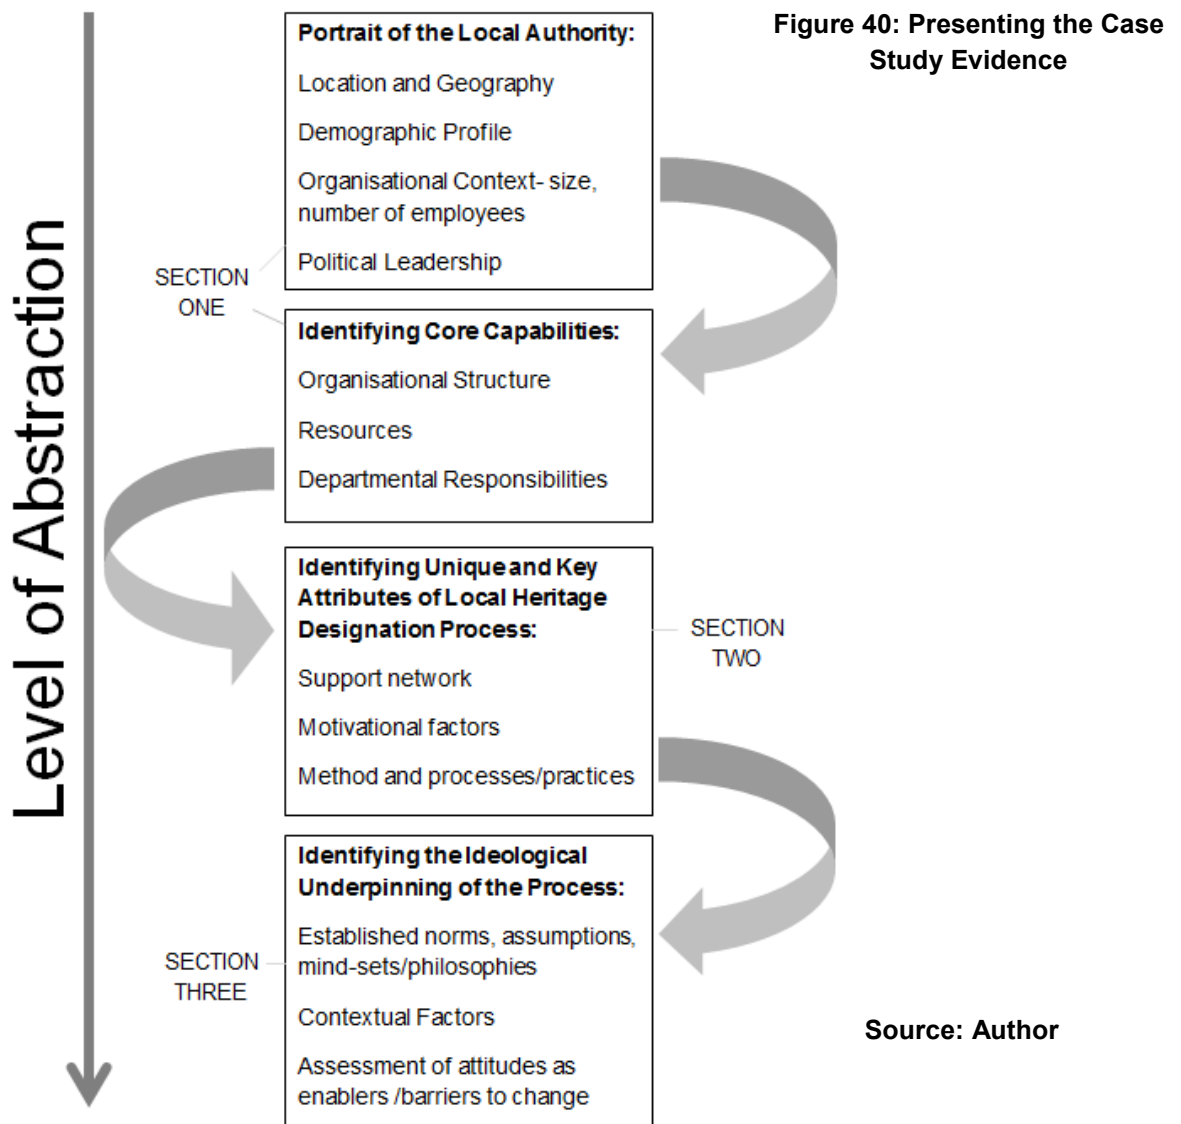 Figure 40: Presenting the Case
Study Evidence
Level of Abstraction
Portrait of the Local Authority:
Location and Geography
Demographic Profile
Organisational Context- size,
number of employees
Political Leadership
SECTION
ONE
Identifying Core Capabilities:
Organisational Structure
Resources
Departmental Responsibilities
Identifying Unique and Key
Attributes of Local Heritage
Designation Process:
Support network
Motivational factors
Method and processes/practices
SECTION
TWO
Identifying the Ideological
Underpinning of the Process:
Established norms, assumptions,
mind-sets/philosophies
Contextual Factors
Assessment of attitudes as
enablers /barriers to change
SECTION
THREE
Source: Author